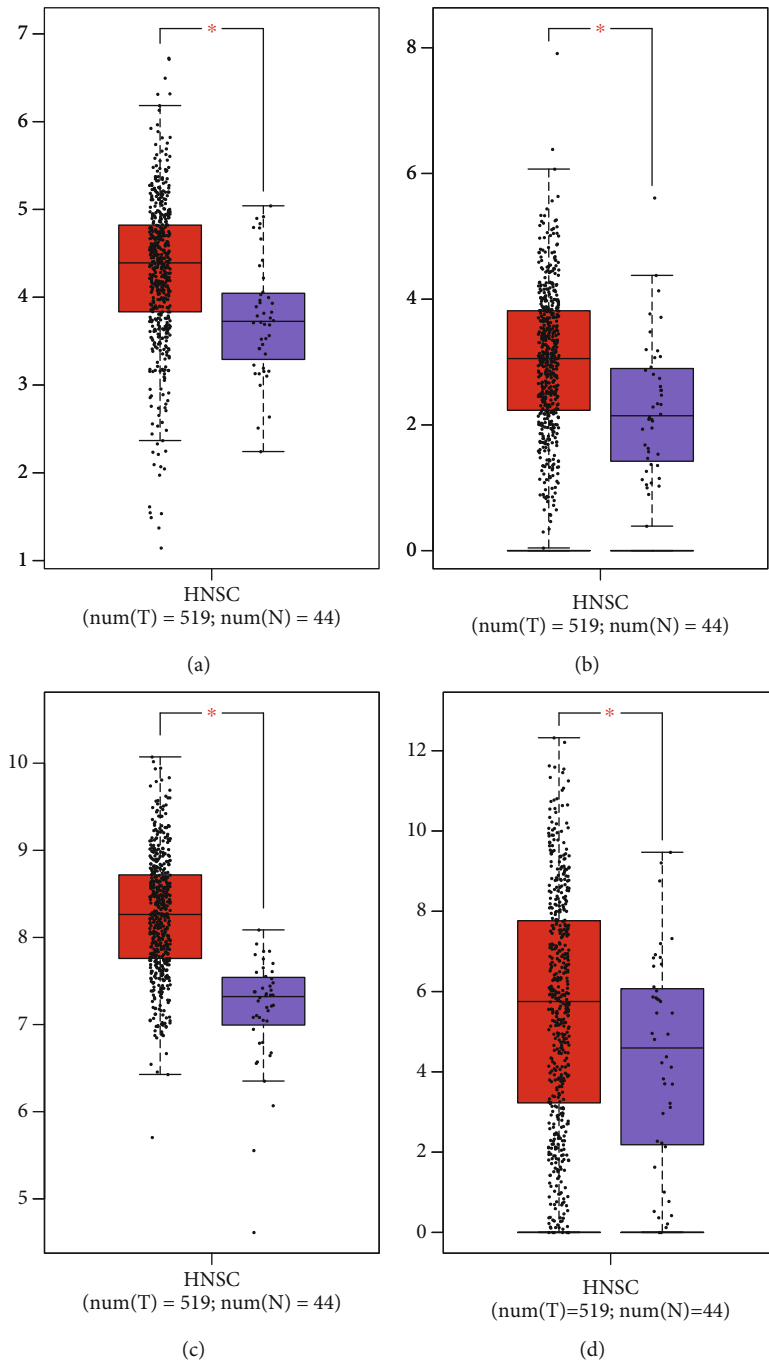 7
6
5
4
3
2
1
*
HNSC
(num(T) = 519; num(N) = 44)
(a)
8
6
4
2
0
*
HNSC
(num(T) = 519; num(N) = 44)
(b)
10
9
8
7
6
5
*
HNSC
(num(T) = 519; num(N) = 44)
(c)
12
10
8
6
4
2
0
*
HNSC
(num(T)=519; num(N)=44)
(d)